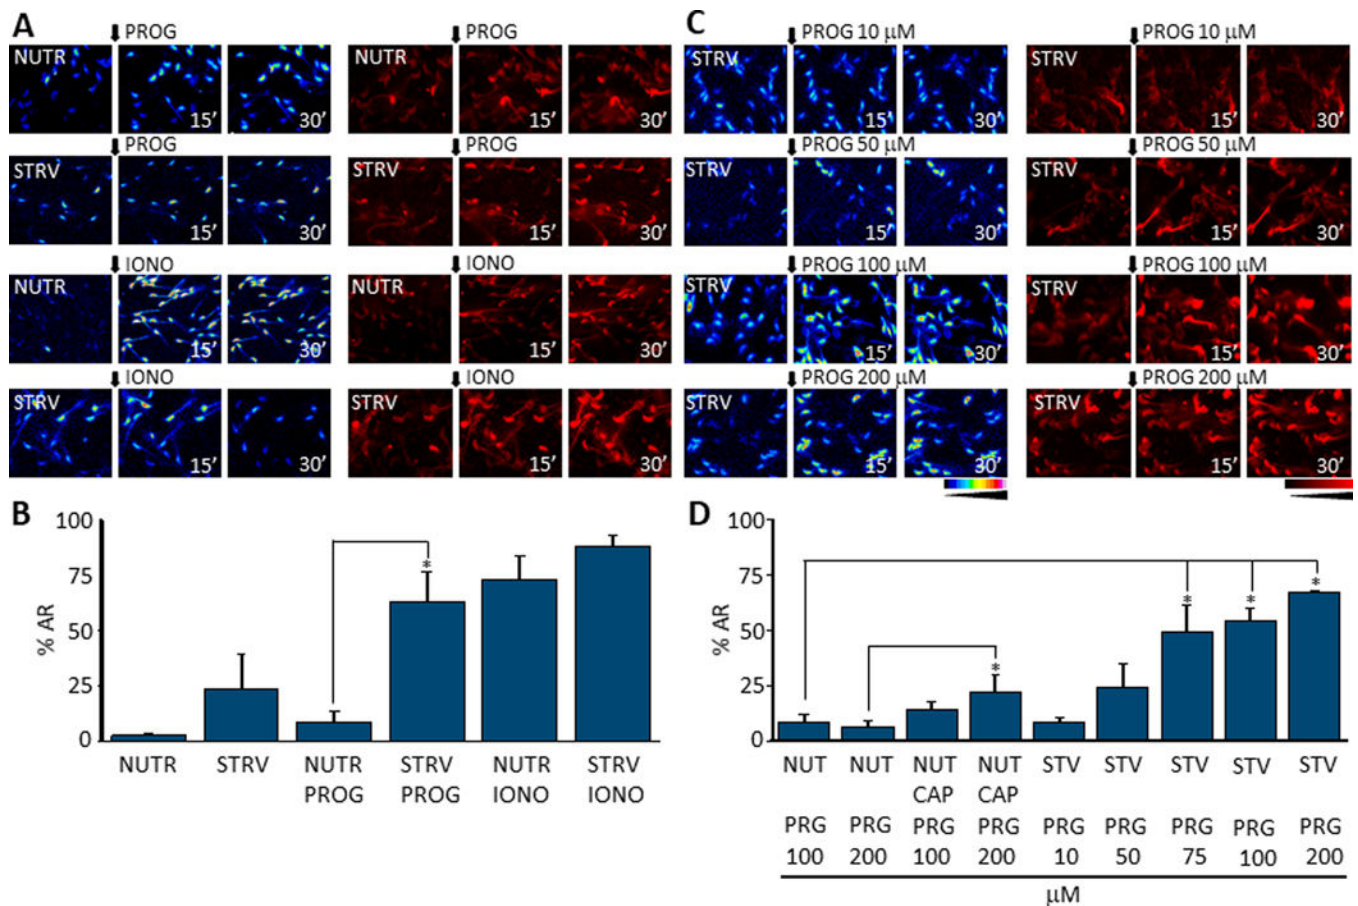 A PROG PROG C PROG 10 µM PROG 10 µM
NUTR NUTR STRV STRV
15’ 30’ 15’ 30’ 15’ 30’ 15’ 30’
PROG PROG PROG 50 µM PROG 50 µM
STRV STRV STRV STRV
15’ 30’ 15’ 30’ 15’ 30’ 15’ 30’
IONO IONO PROG 100 µM PROG 100 µM
NUTR NUTR STRV STRV
15’ 30’ 15’ 30’ 15’ 30’ 15’ 30’
IONO IONO PROG 200 µM PROG 200 µM
STRV STRV STRV STRV
15’ 30’ 15’ 30’ 15’ 30’ 15’ 30’
B
% AR
100
75
50
25
0
*
NUTR STRV NUTR STRV NUTR STRV
PROG PROG IONO IONO
D
% AR
100
75
50
25
0
* * * *
NUT NUT NUT NUT STV STV STV STV STV
CAP CAP
PRG PRG PRG PRG PRG PRG PRG PRG PRG
100 200 100 200 10 50 75 100 200
µM